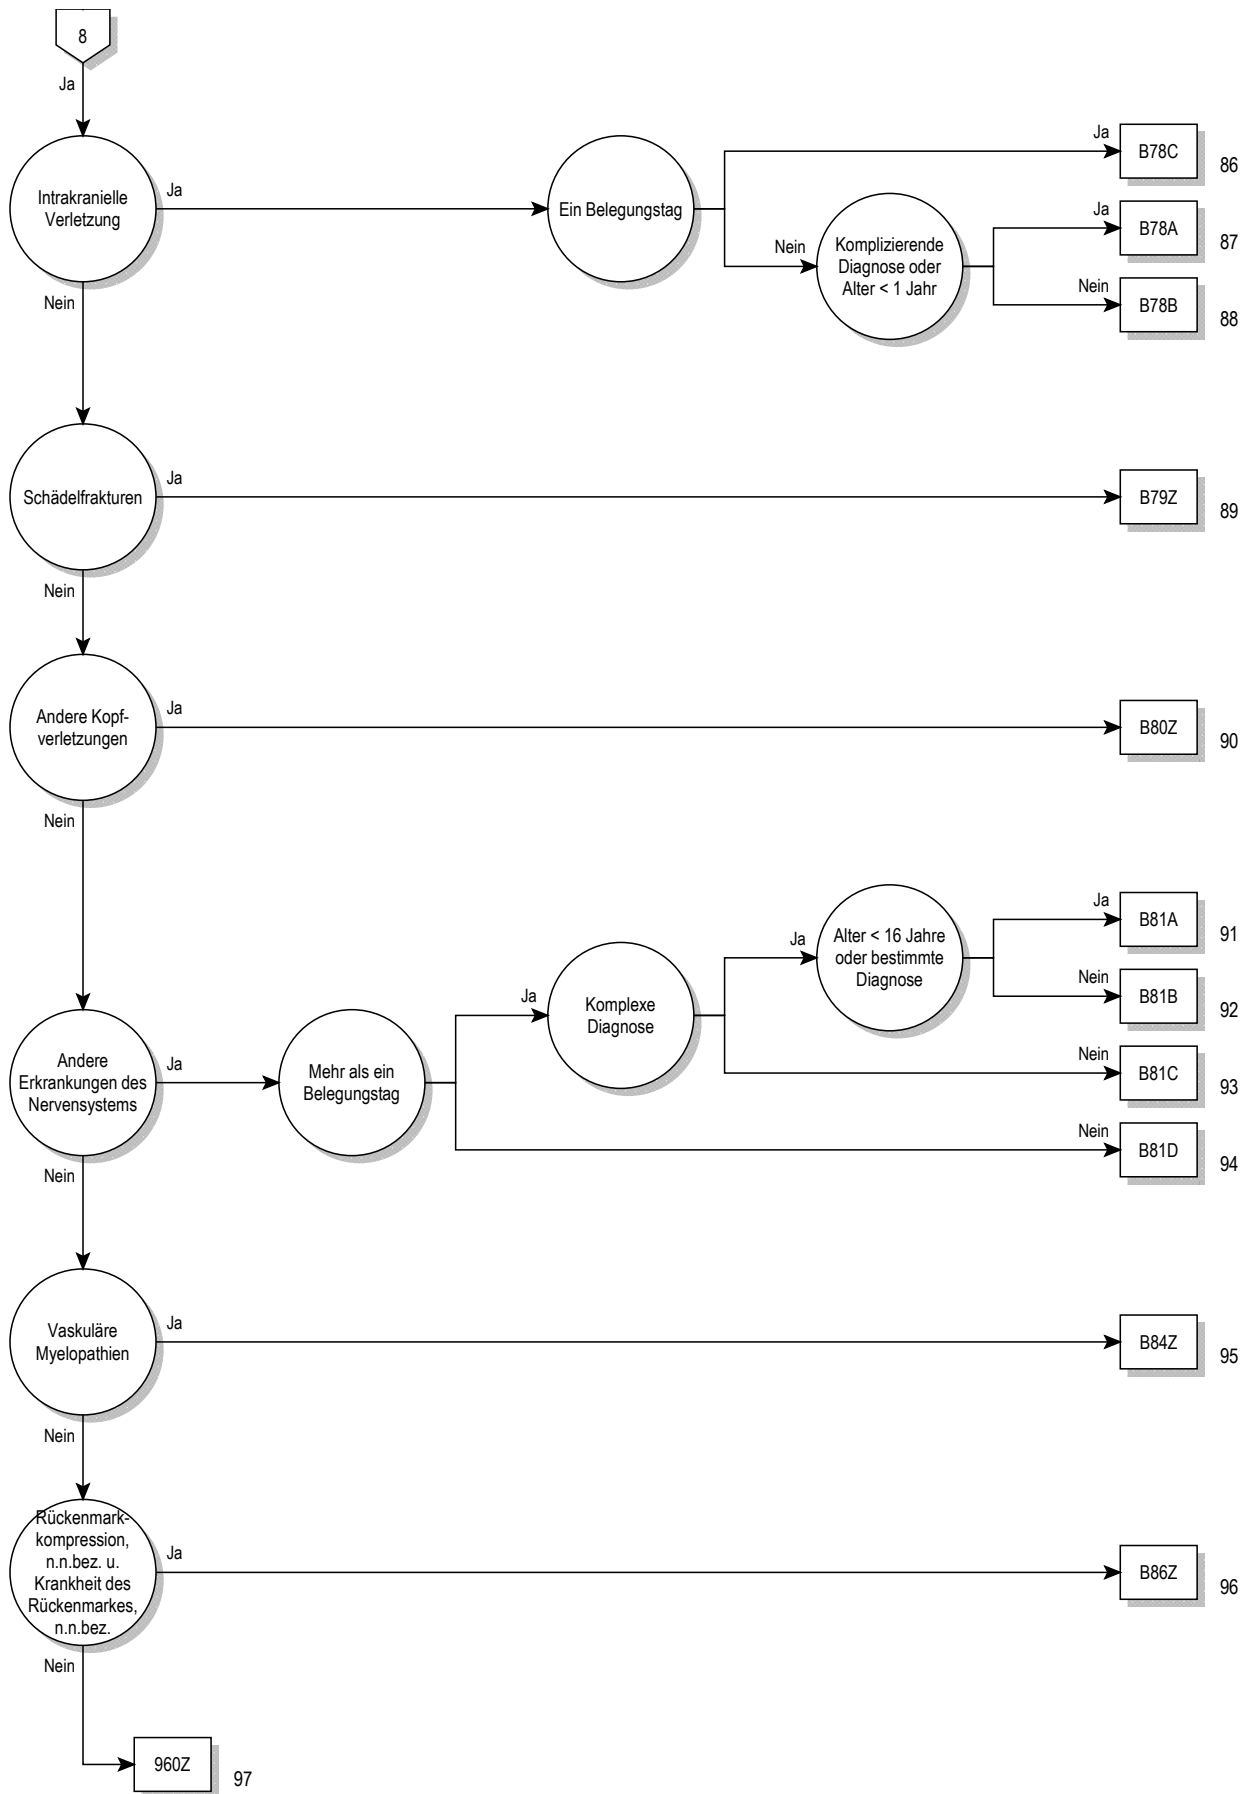 8
Ja
Intrakranielle
Verletzung
Ja
Ein Belegungstag
Ja
B78C
86
Nein
Komplizierende
Diagnose oder
Alter < 1 Jahr
Ja
B78A
87
Nein
B78B
88
Nein
Schädelfrakturen
Ja
B79Z
89
Nein
Andere Kopf-
verletzungen
Ja
B80Z
90
Nein
Andere
Erkrankungen des
Nervensystems
Ja
Mehr als ein
Belegungstag
Ja
Komplexe
Diagnose
Ja
Alter < 16 Jahre
oder bestimmte
Diagnose
Ja
B81A
91
Nein
B81B
92
Nein
B81C
93
Nein
B81D
94
Nein
Vaskuläre
Myelopathien
Ja
B84Z
95
Nein
Rückenmark-
kompression,
n.n.bez. u.
Krankheit des
Rückenmarkes,
n.n.bez.
Ja
B86Z
96
Nein
960Z
97